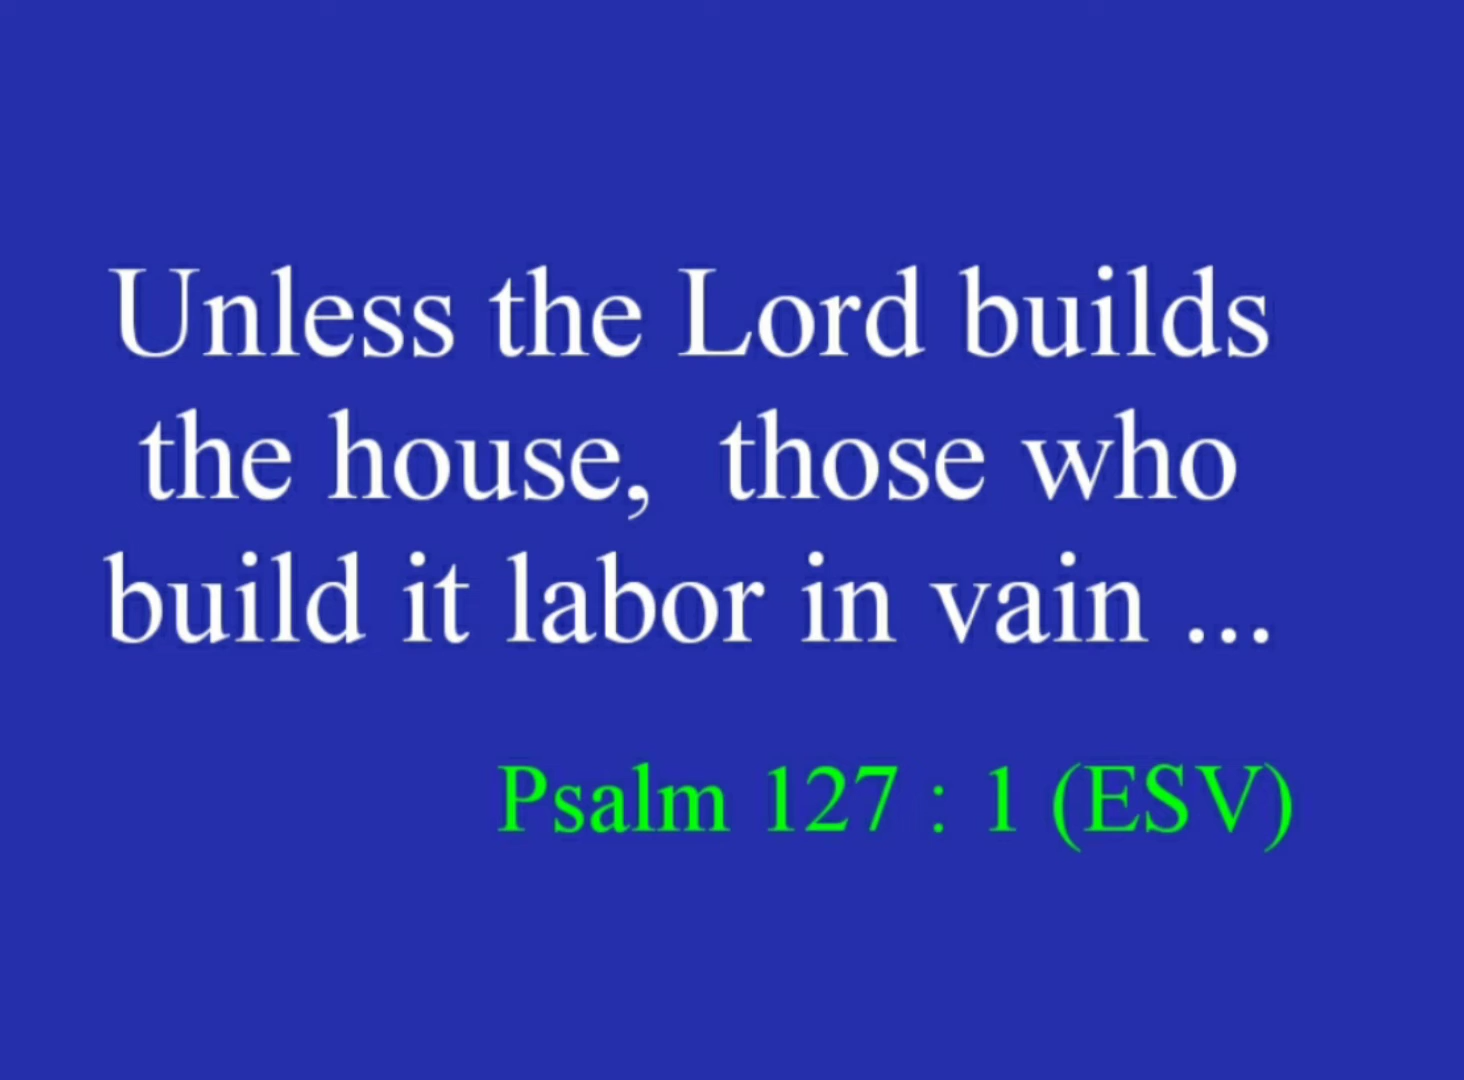 Unless the Lord builds
the house,  those who
build it labor in vain ...
Psalm 127 : 1 (ESV)